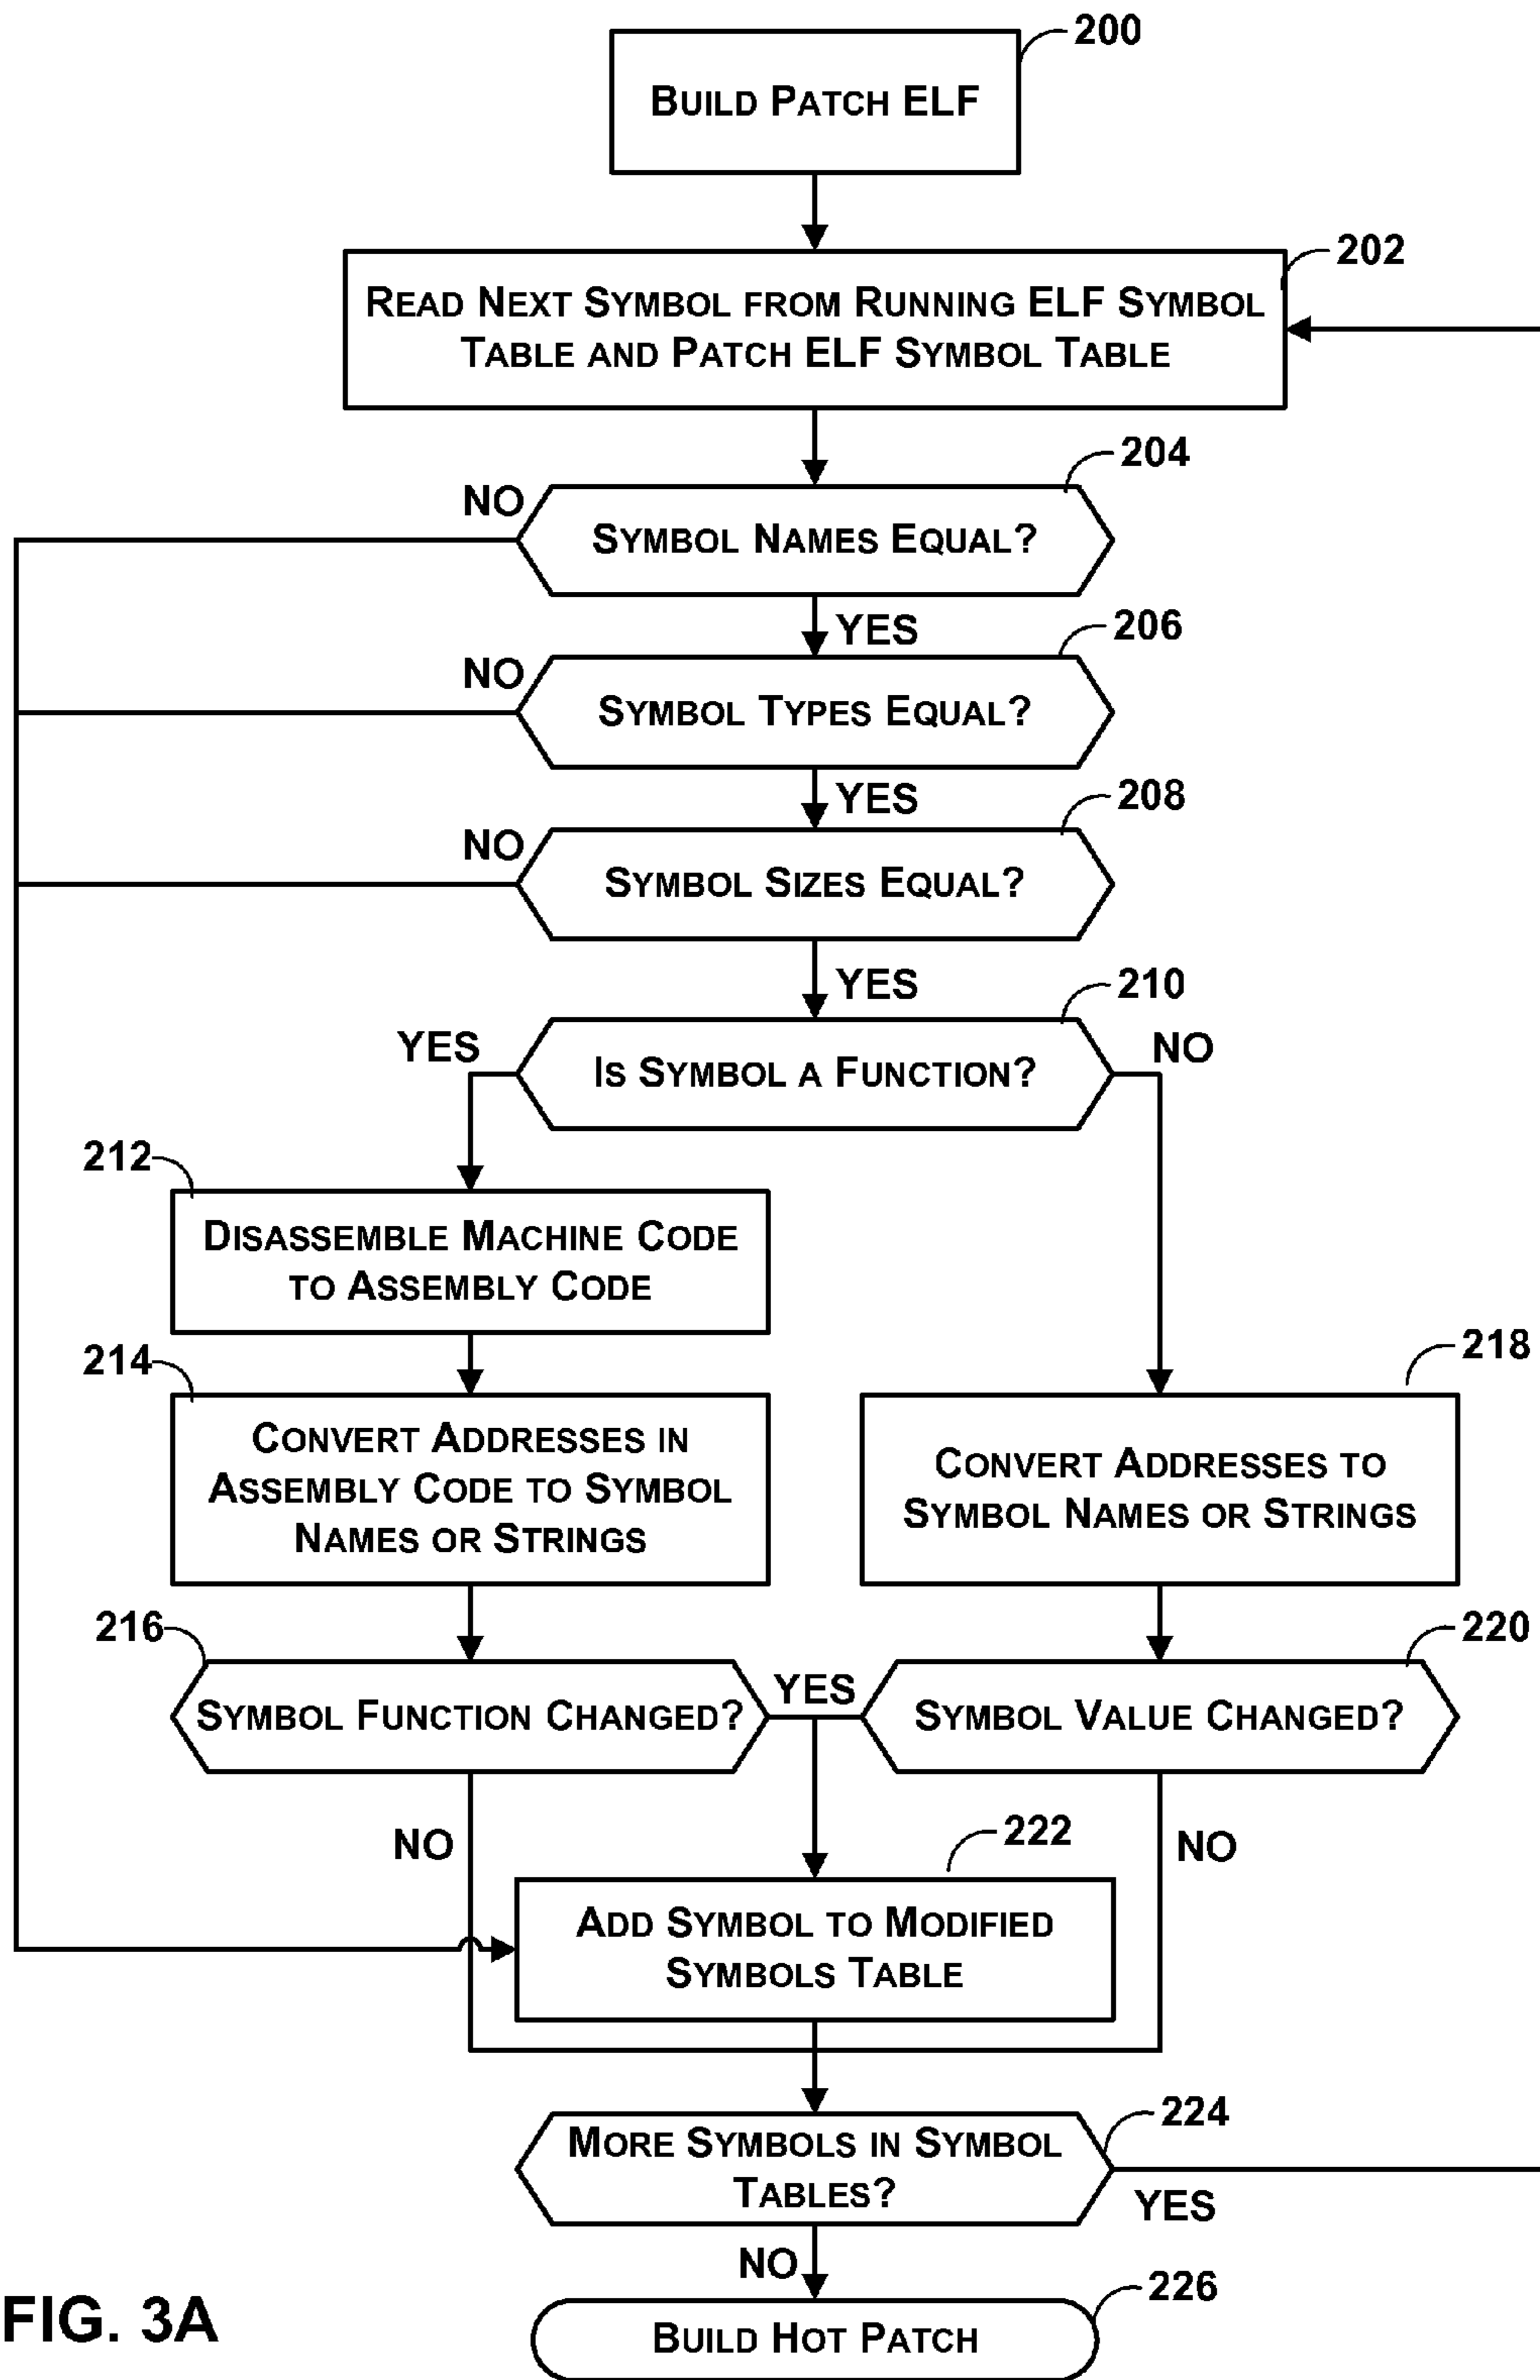 200
BUILD PATCH ELF
202
READ NEXT SYMBOL FROM RUNNING ELF SYMBOL
TABLE AND PATCH ELF SYMBOL TABLE
204
NO
SYMBOL NAMES EQUAL?
YES
206
NO
SYMBOL TYPES EQUAL?
YES
208
NO
SYMBOL SIZES EQUAL?
YES
210
YES
IS SYMBOL A FUNCTION?
NO
212
DISASSEMBLE MACHINE CODE
TO ASSEMBLY CODE
214
CONVERT ADDRESSES IN
ASSEMBLY CODE TO SYMBOL
NAMES OR STRINGS
218
CONVERT ADDRESSES TO
SYMBOL NAMES OR STRINGS
216
SYMBOL FUNCTION CHANGED?
YES
220
SYMBOL VALUE CHANGED?
NO
222
NO
ADD SYMBOL TO MODIFIED
SYMBOLS TABLE
224
MORE SYMBOLS IN SYMBOL
TABLES?
YES
NO
226
BUILD HOT PATCH
FIG. 3A